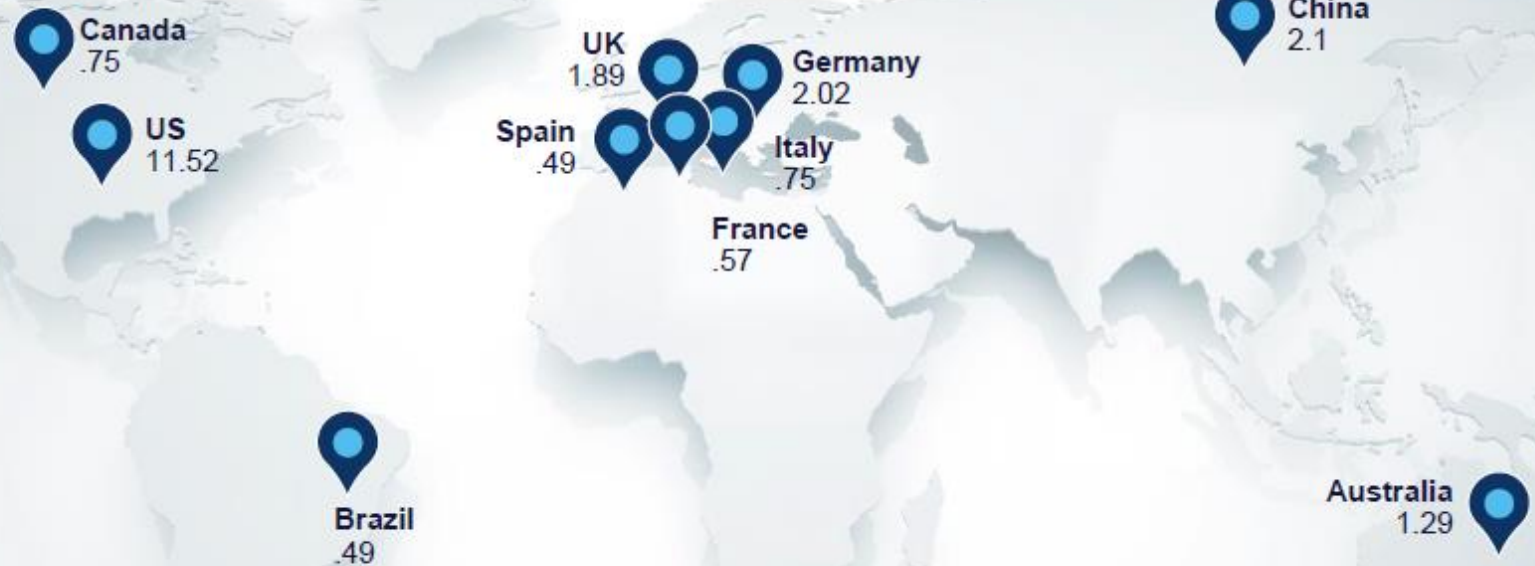 Canada
.75
US
11.52
UK
1.89
Germany
2.02
Spain
.49
Italy
.75
France
.57
China
2.1
Brazil
.49
Australia
1.29